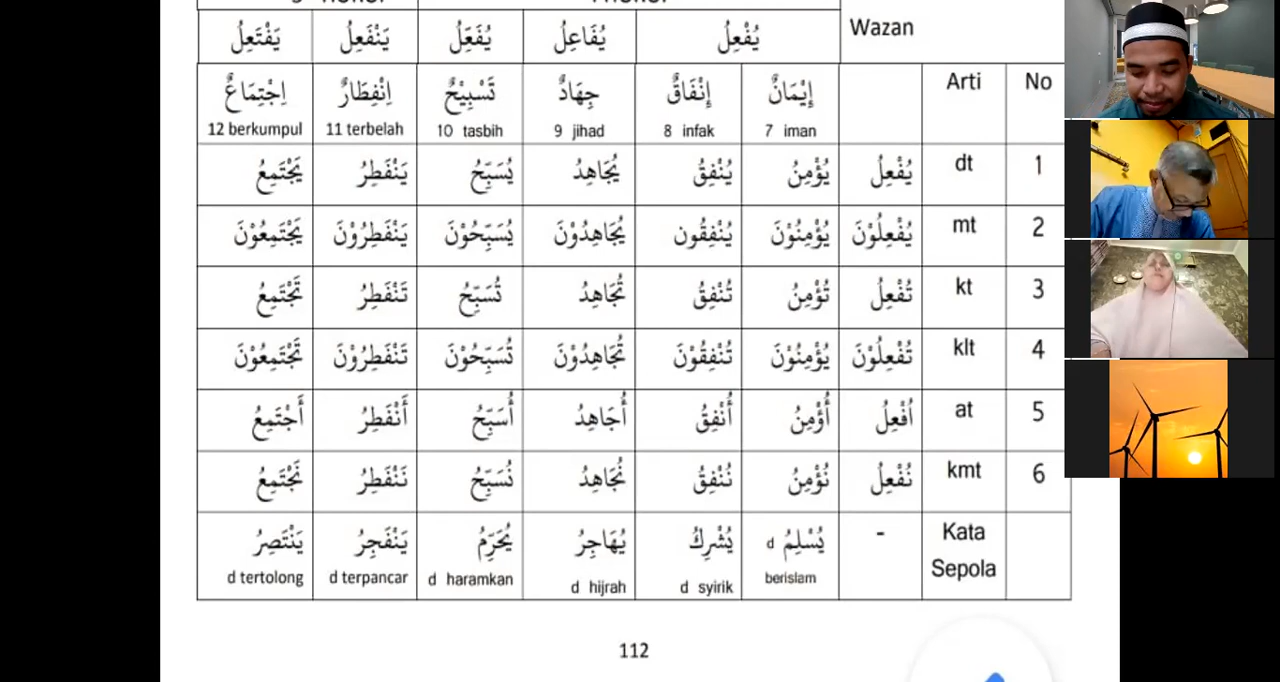 Wazan يُفْعِلُ يُفَاعِلُ يُفَعِّلُ يَنْفَعِلُ يَفْتَعِلُ
No Arti إِيْمَانٌ إِنْفَاقٌ جِهَادٌ تَسْبِيْحٌ اِنْفِطَارٌ اِجْتِمَاعٌ
7 iman 8 infak 9 jihad 10 tasbih 11 terbelah 12 berkumpul
1 dt يُفْعِلُ يُؤْمِنُ يُنْفِقُ يُجَاهِدُ يُسَبِّحُ يَنْفَطِرُ يَجْتَمِعُ
2 mt يُفْعِلُوْنَ يُؤْمِنُوْنَ يُنْفِقُون يُجَاهِدُوْنَ يُسَبِّحُوْنَ يَنْفَطِرُوْنَ يَجْتَمِعُوْنَ
3 kt تُفْعِلُ تُؤْمِنُ تُنْفِقُ تُجَاهِدُ تُسَبِّحُ تَنْفَطِرُ تَجْتَمِعُ
4 klt تُفْعِلُوْنَ يُؤْمِنُوْنَ تُنْفِقُوْنَ تُجَاهِدُوْنَ تُسَبِّحُوْنَ تَنْفَطِرُوْنَ تَجْتَمِعُوْنَ
5 at اُفْعِلُ أُؤْمِنُ أُنْفِقُ أُجَاهِدُ أُسَبِّحُ أَنْفَطِرُ أَجْتَمِعُ
6 kmt نُفْعِلُ نُؤْمِنُ نُنْفِقُ نُجَاهِدُ نُسَبِّحُ نَنْفَطِرُ نَجْتَمِعُ
Kata - يُسْلِمُ d يُشْرِكُ يُهَاجِرُ يُحَرِّمُ يَنْفَجِرُ يَنْتَصِرُ
Sepola berislam d syirik d hijrah d haramkan d terpancar d tertolong
112